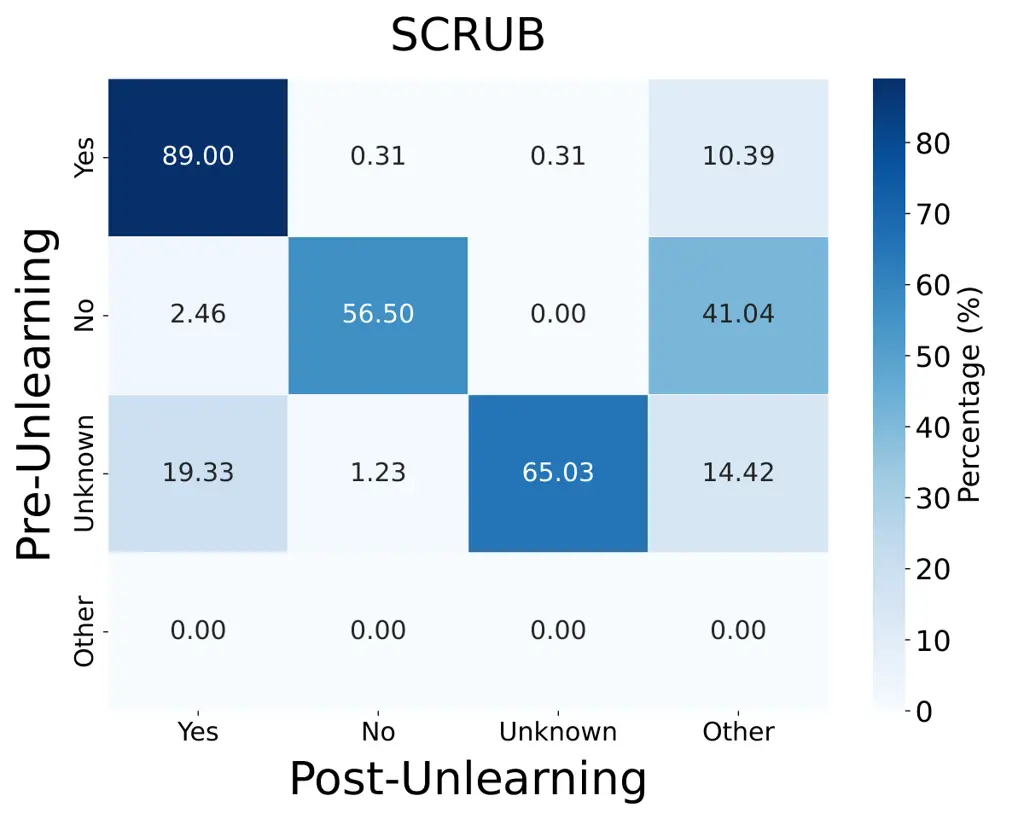 SCRUB
Pre-Unlearning
Yes
89.00 0.31 0.31 10.39
No
2.46 56.50 0.00 41.04
Unknown
19.33 1.23 65.03 14.42
Other
0.00 0.00 0.00 0.00
Yes No Unknown Other
Post-Unlearning
80
70
60
50
40
30
20
10
0
Percentage (%)